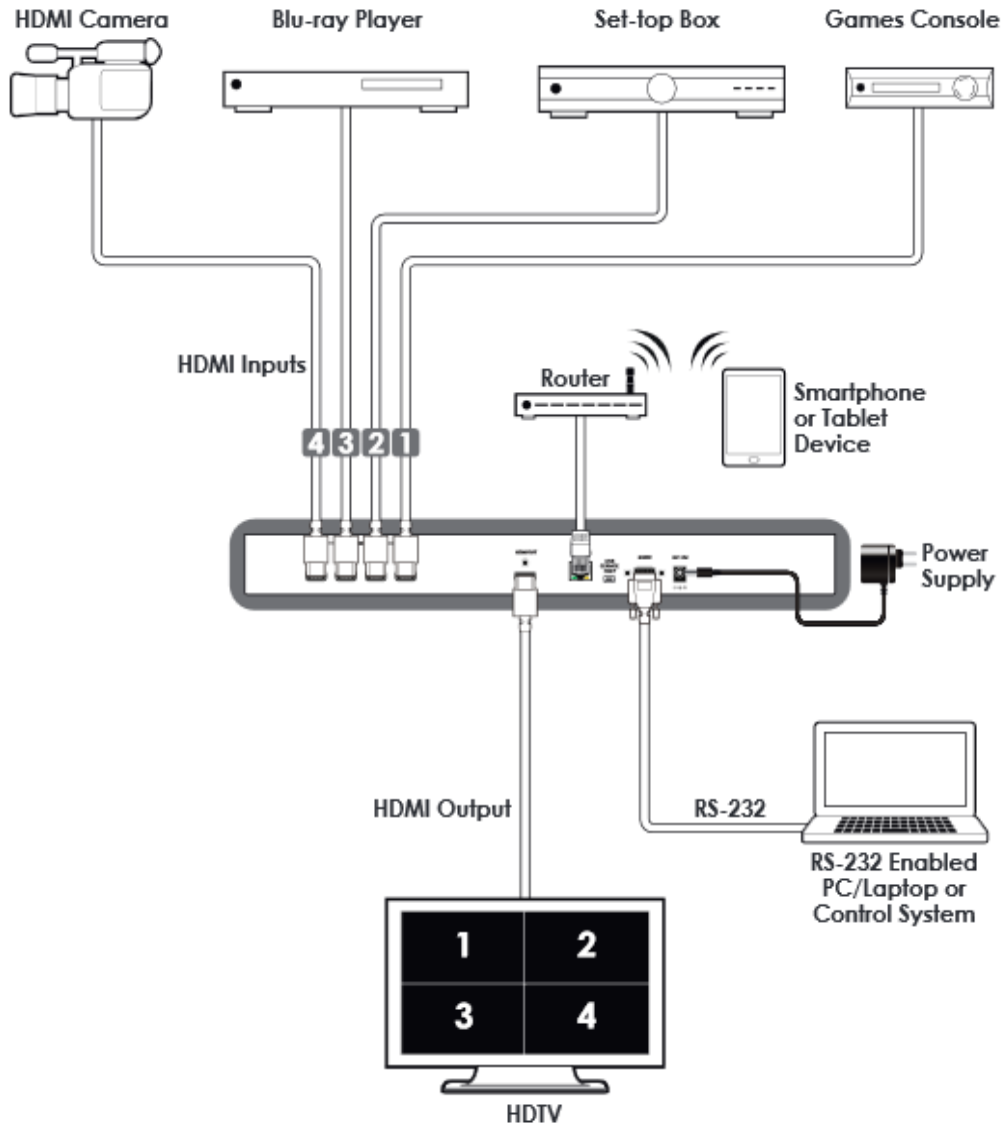 HDMI Camera
Blu-ray Player
Set-top Box
Games Console
HDMI Inputs
4 3 2 1
Router
Smartphone
or Tablet
Device
Power
Supply
HDMI Output
RS-232
RS-232 Enabled
PC/Laptop or
Control System
1 2
3 4
HDTV